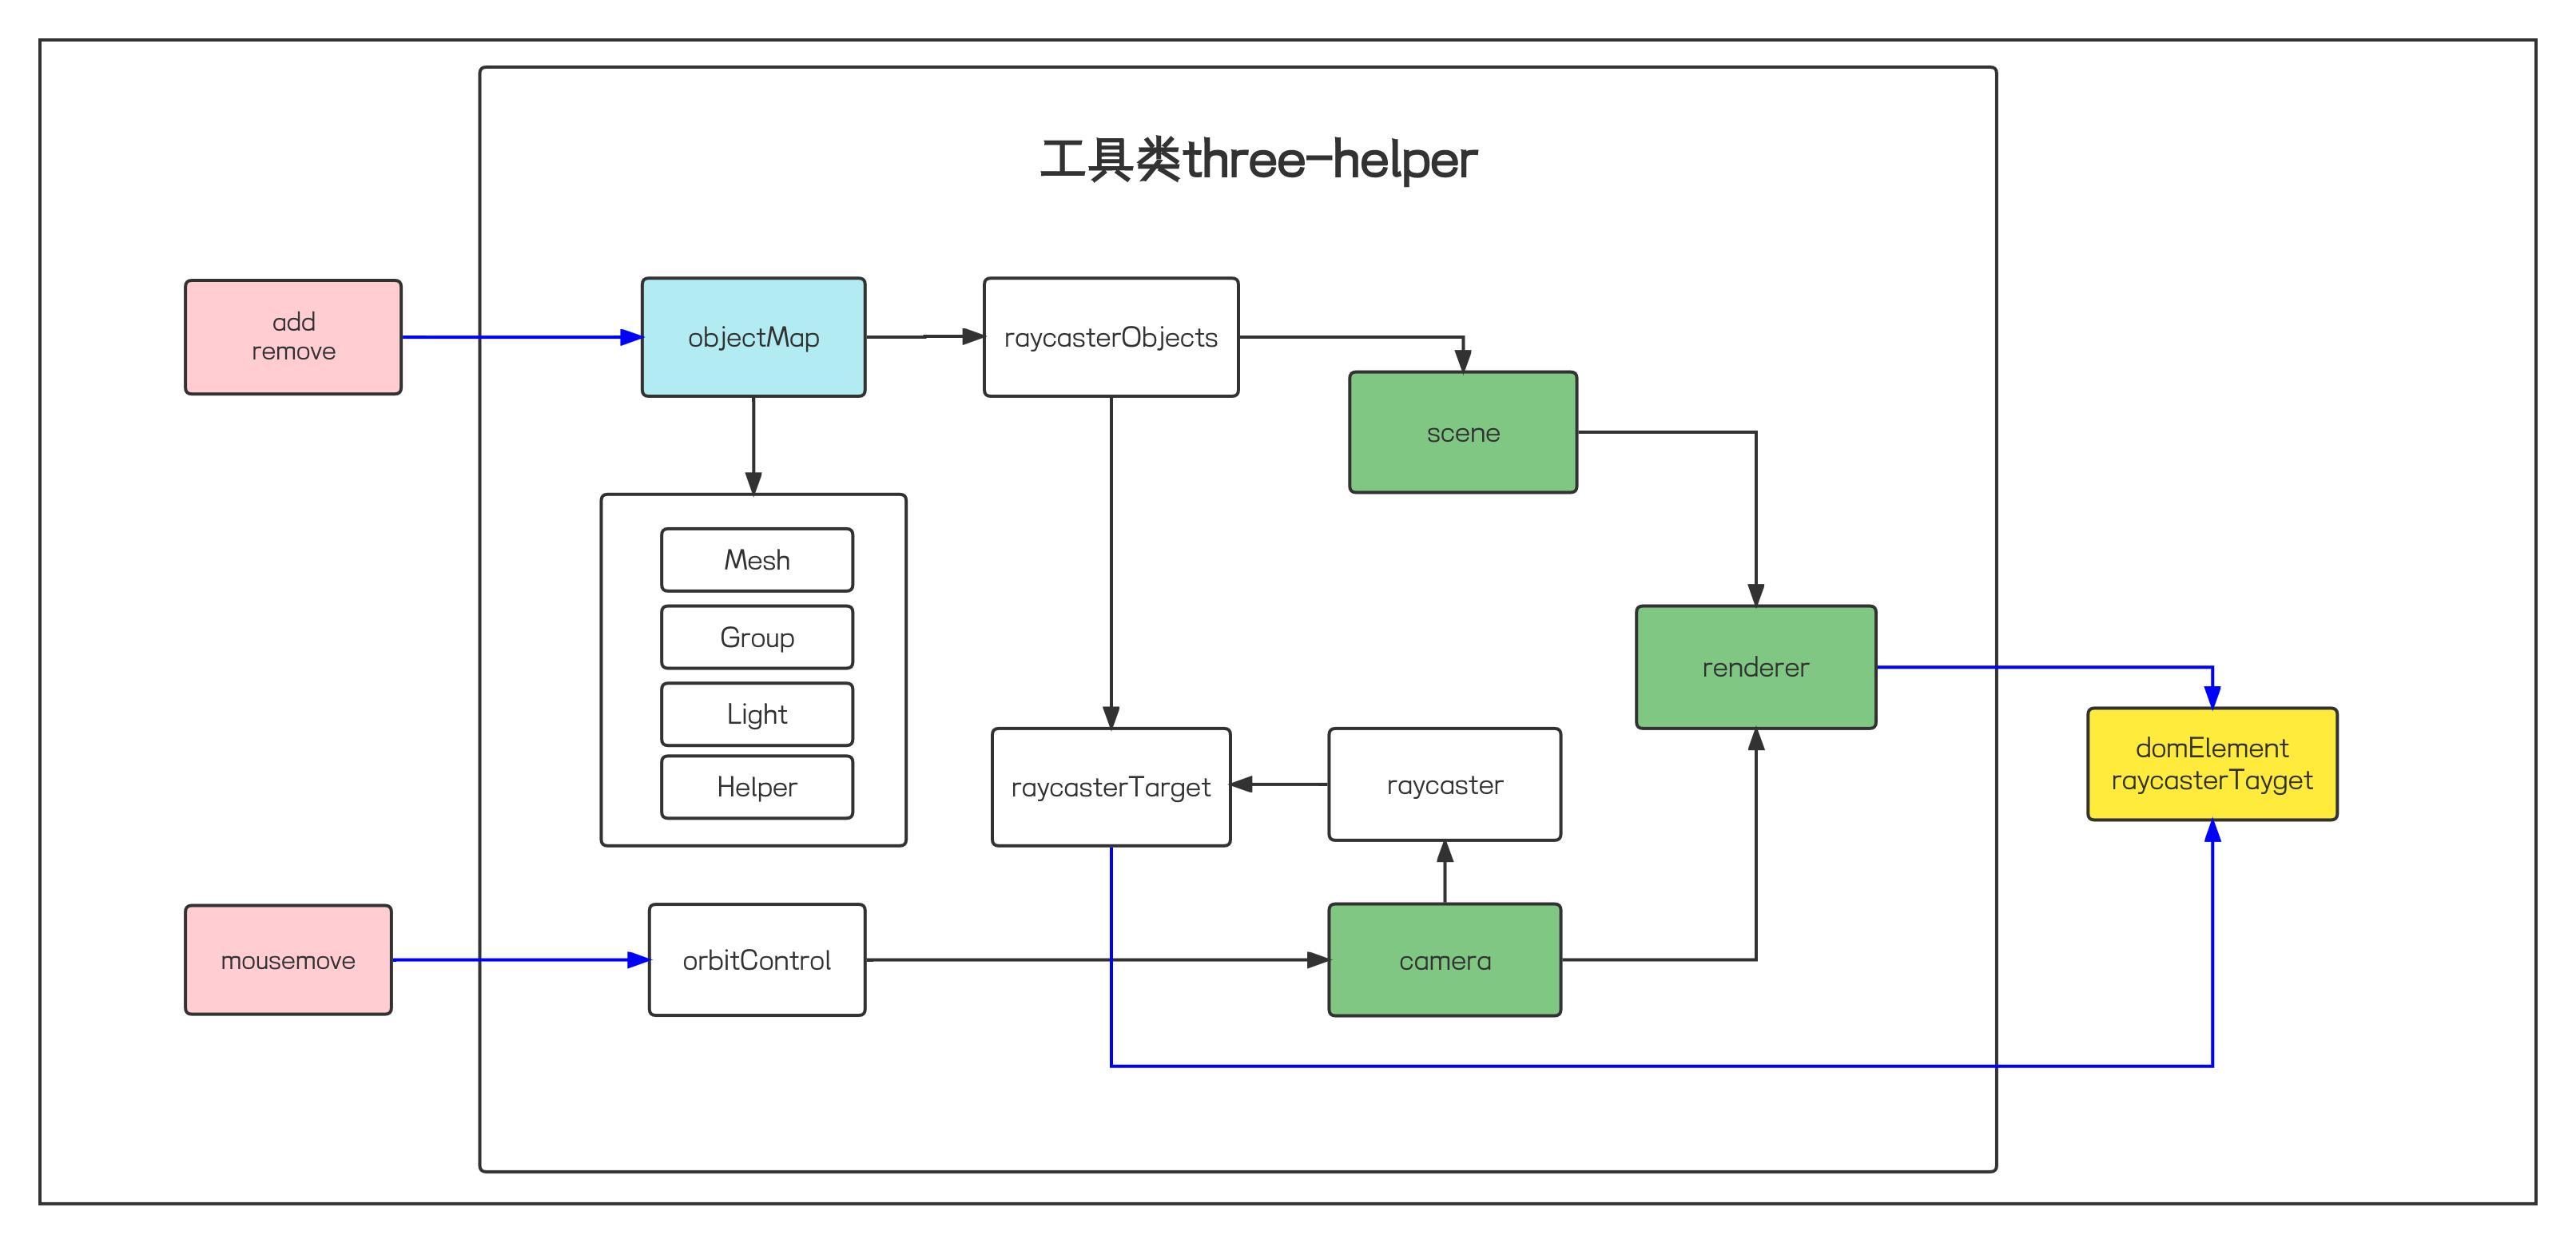 工具类three-helper
add
remove
objectMap
raycasterObjects
scene
Mesh
Group
Light
Helper
renderer
raycasterTarget
raycaster
domElement
raycasterTayget
mousemove
orbitControl
camera